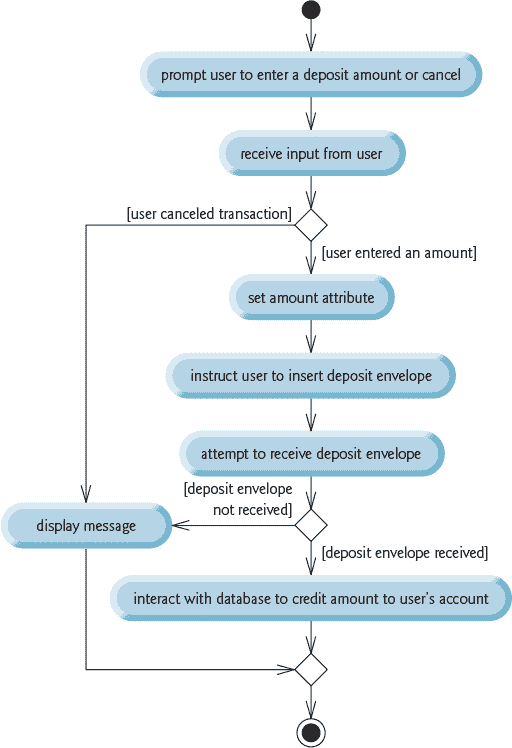 prompt user to enter a deposit amount or cancel
receive input from user
[user canceled transaction]
[user entered an amount]
set amount attribute
instruct user to insert deposit envelope
attempt to receive deposit envelope
[deposit envelope
not received]
display message
[deposit envelope received]
interact with database to credit amount to user's account